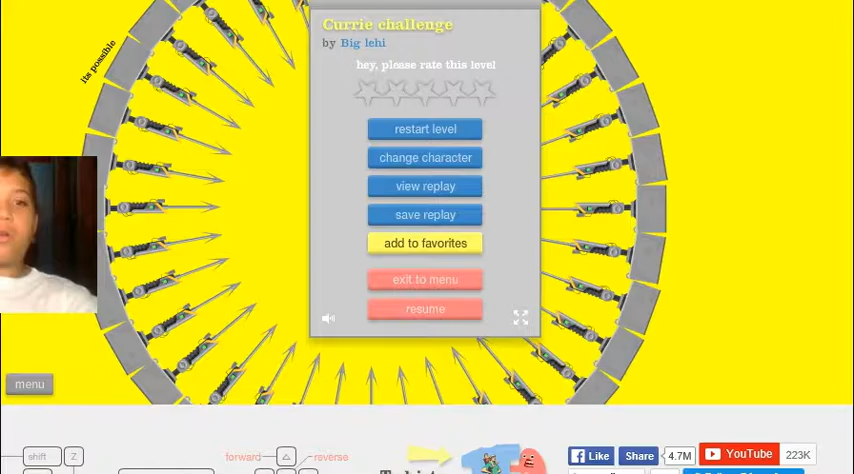 Currie challenge
by Big lehi
its possible
hey, please rate this level
restart level
change character
view replay
save replay
add to favorites
exit to menu
resume
menu
shift
Z
forward
reverse
Like
Share
4.7M
YouTube
223K